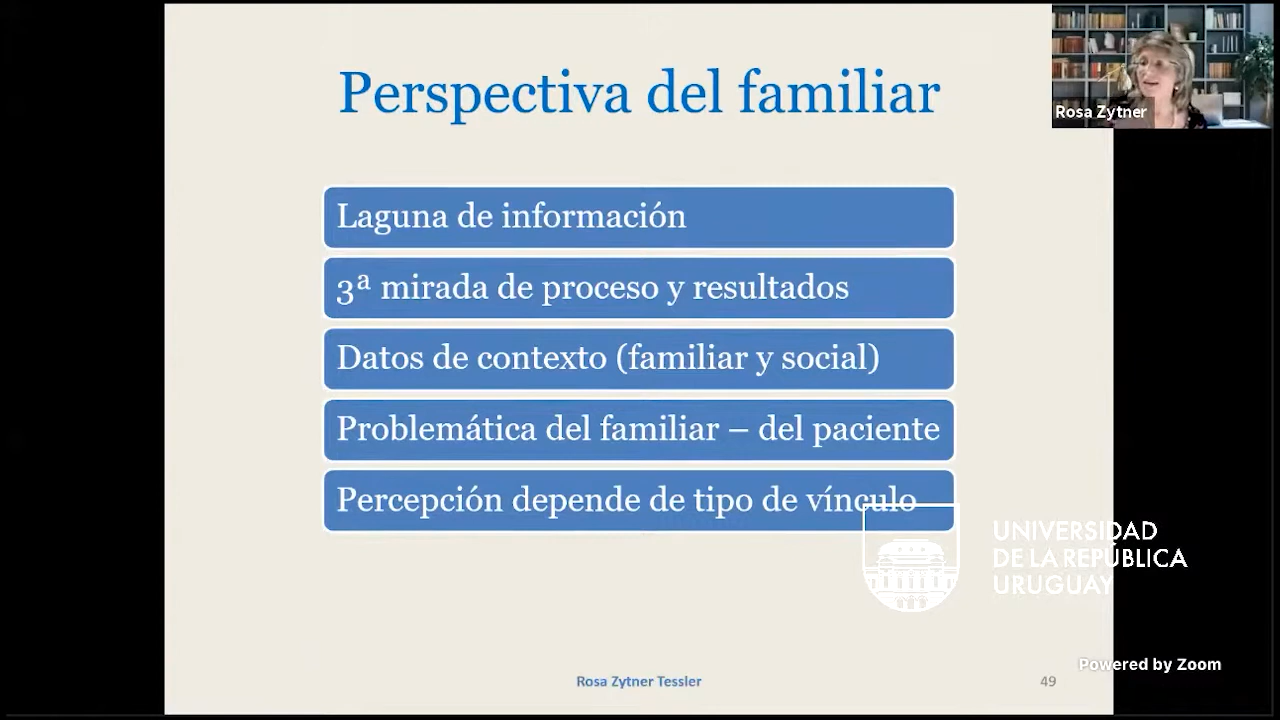 Perspectiva del familiar
Rosa Zytner
Laguna de información
3ª mirada de proceso y resultados
Datos de contexto (familiar y social)
Problemática del familiar – del paciente
Percepción depende de tipo de vínculo
UNIVERSIDAD
DE LA REPÚBLICA
URUGUAY
Powered by Zoom
Rosa Zytner Tessler
49